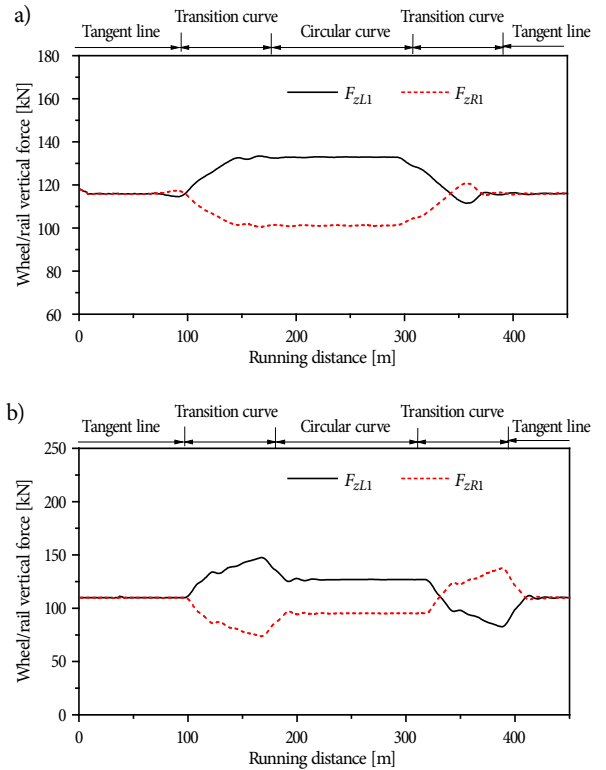 a)
Tangent line Transition curve Circular curve Transition curve Tangent line
180
160
140
120
100
80
60
Wheel/rail vertical force [kN]
FzL1 FzR1
0 100 200 300 400
Running distance [m]
b)
Tangent line Transition curve Circular curve Transition curve Tangent line
250
200
150
100
50
0
Wheel/rail vertical force [kN]
FzL1 FzR1
0 100 200 300 400
Running distance [m]